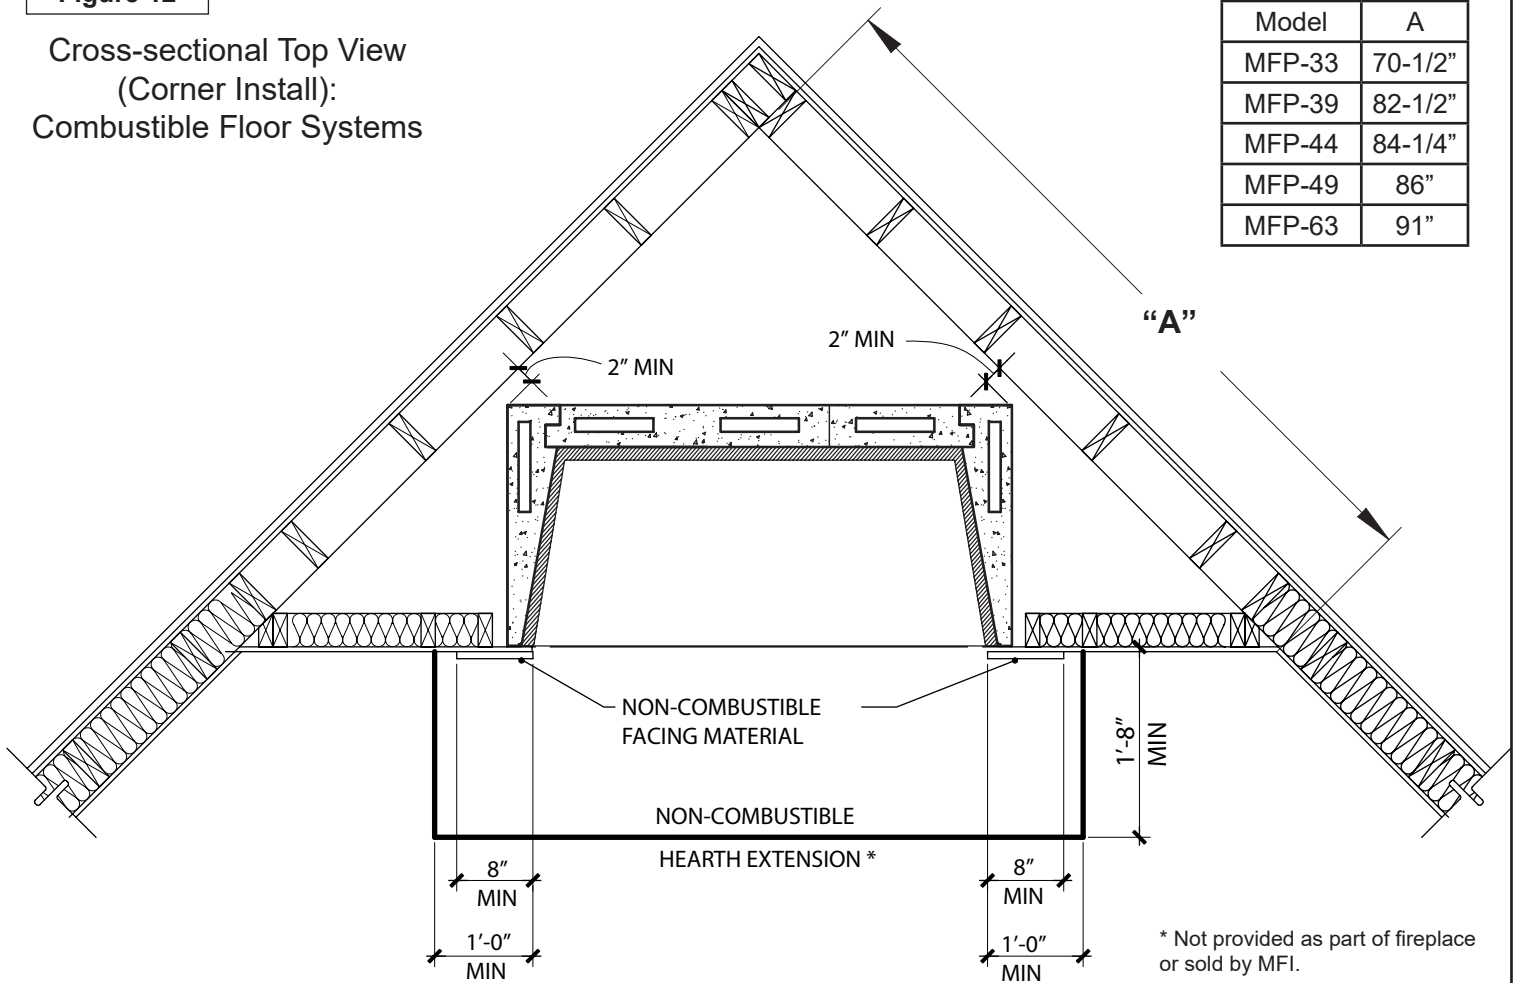 Cross-sectional Top View
(Corner Install):
Combustible Floor Systems
Model A
MFP-33 70-1/2”
MFP-39 82-1/2”
MFP-44 84-1/4”
MFP-49 86”
MFP-63 91”
“A”
2” MIN
2” MIN
NON-COMBUSTIBLE
FACING MATERIAL
1’-8”
MIN
NON-COMBUSTIBLE
HEARTH EXTENSION *
8”
MIN
8”
MIN
1’-0”
MIN
1’-0”
MIN
* Not provided as part of fireplace
or sold by MFI.